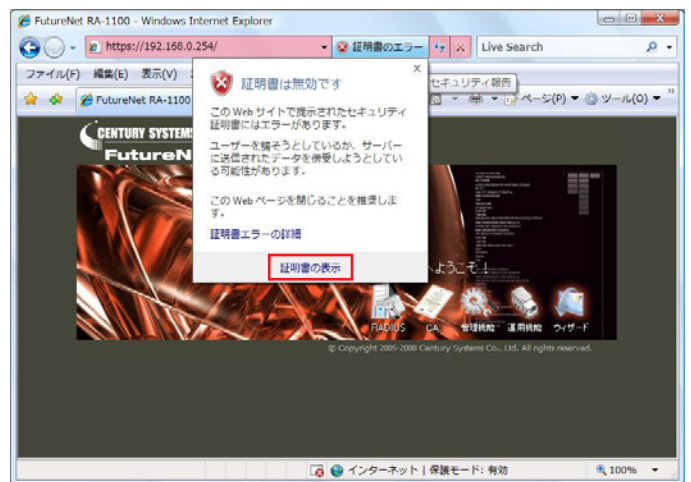 FutureNet RA-1100 - Windows Internet Explorer
https://192.168.0.254/
証明書のエラー
Live Search
ファイル(F) 編集(E) 表示(V)
セキュリティ報告
FutureNet RA-1100
ページ(P)
ツール(O)
証明書は無効です
この Web サイトで提示されたセキュリティ
証明書にはエラーがあります。
ユーザーを騙そうとしているか、サーバー
に送信されたデータを傍受しようとしてい
る可能性があります。
この Web ページを閉じることを推奨しま
す。
証明書エラーの詳細
証明書の表示
CENTURY SYSTEMS
FutureN
へようこそ！
RADIUS
CA
管理機能
運用機能
ウィザード
© Copyright 2005-2008 Century Systems Co., Ltd. All rights reserved.
インターネット | 保護モード: 有効
100%